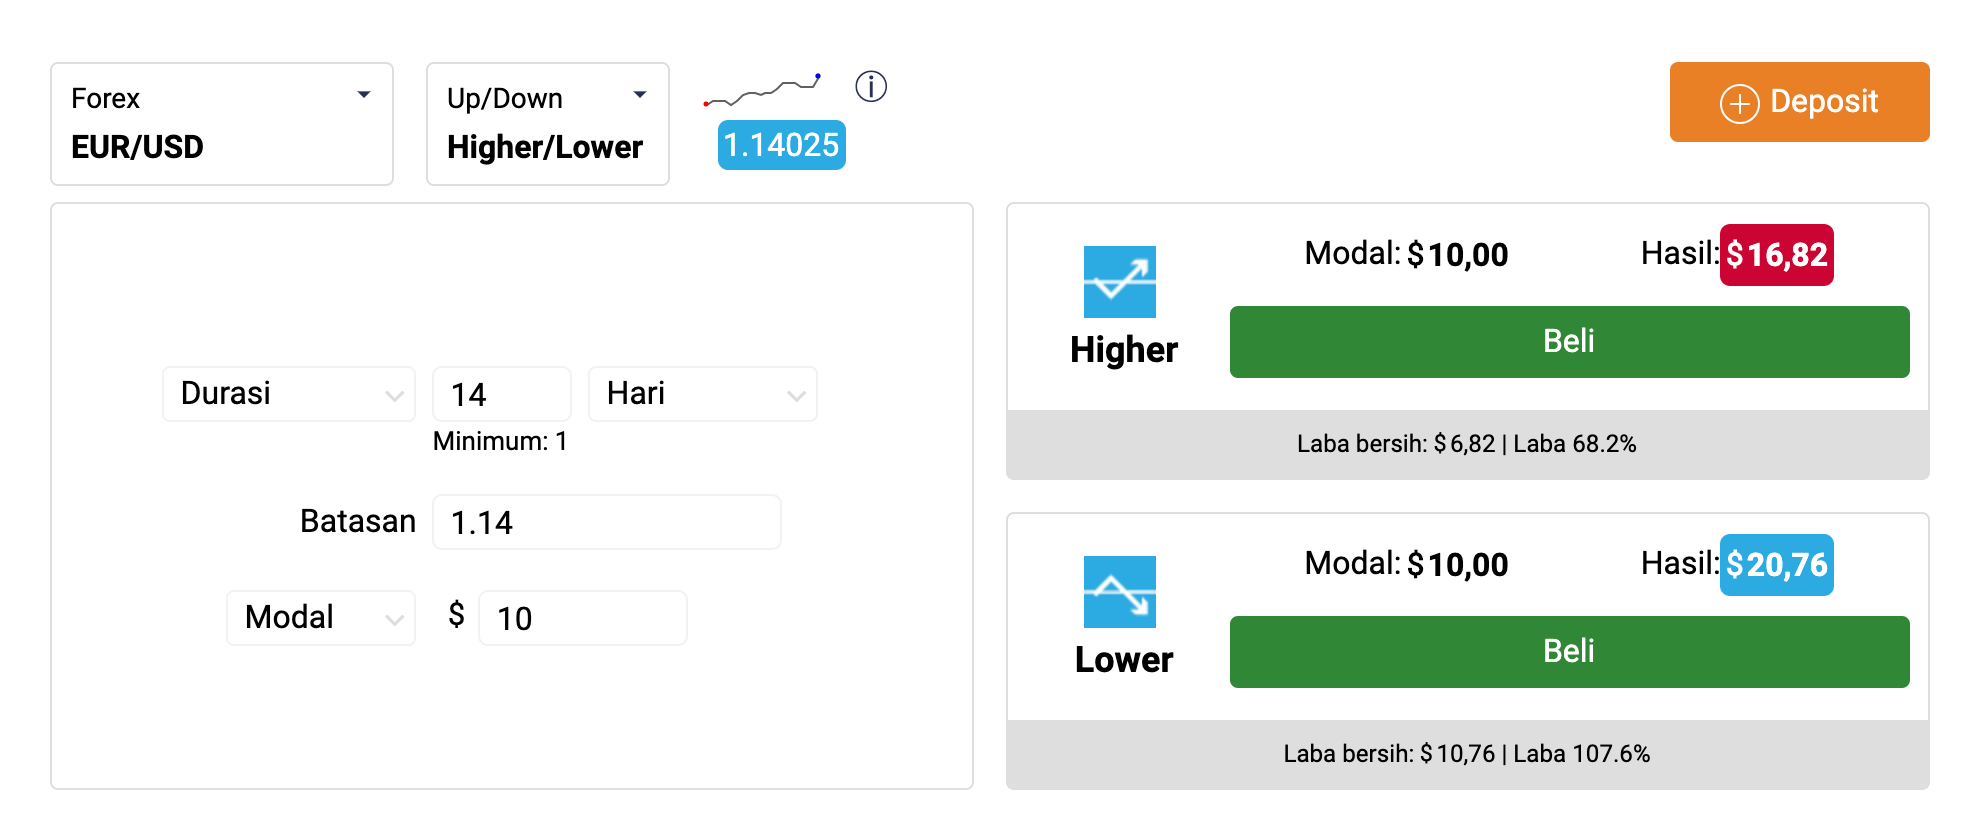 Forex
EUR/USD
Up/Down
Higher/Lower
1.14025
Deposit
Durasi
14
Hari
Minimum: 1
Batasan
1.14
Modal
$
10
Modal: $10,00
Hasil: $16,82
Higher
Beli
Laba bersih: $6,82 | Laba 68.2%
Modal: $10,00
Hasil: $20,76
Lower
Beli
Laba bersih: $10,76 | Laba 107.6%